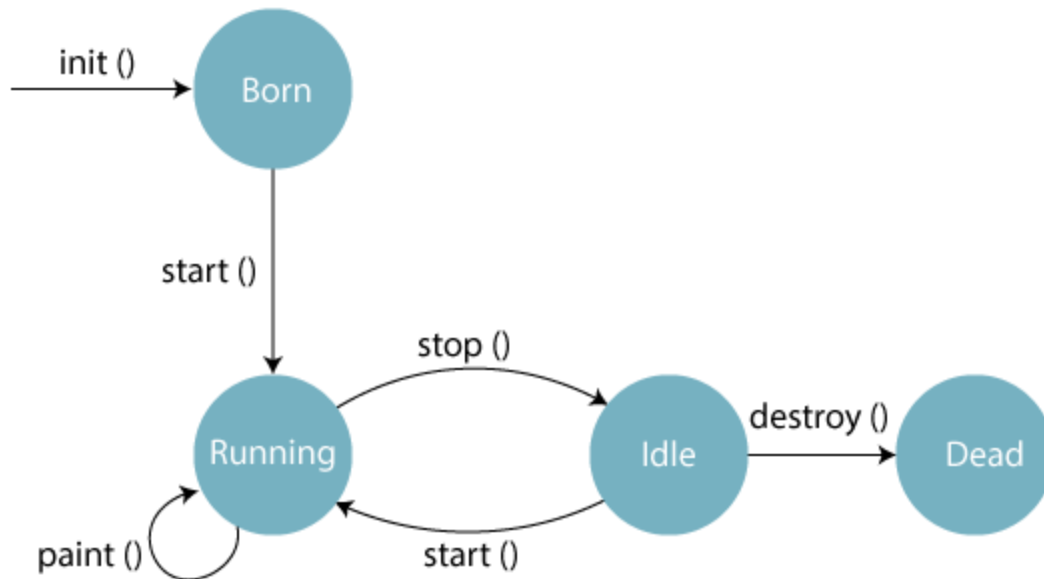 init ()
Born
start ()
stop ()
destroy ()
Running
Idle
Dead
paint ()
start ()